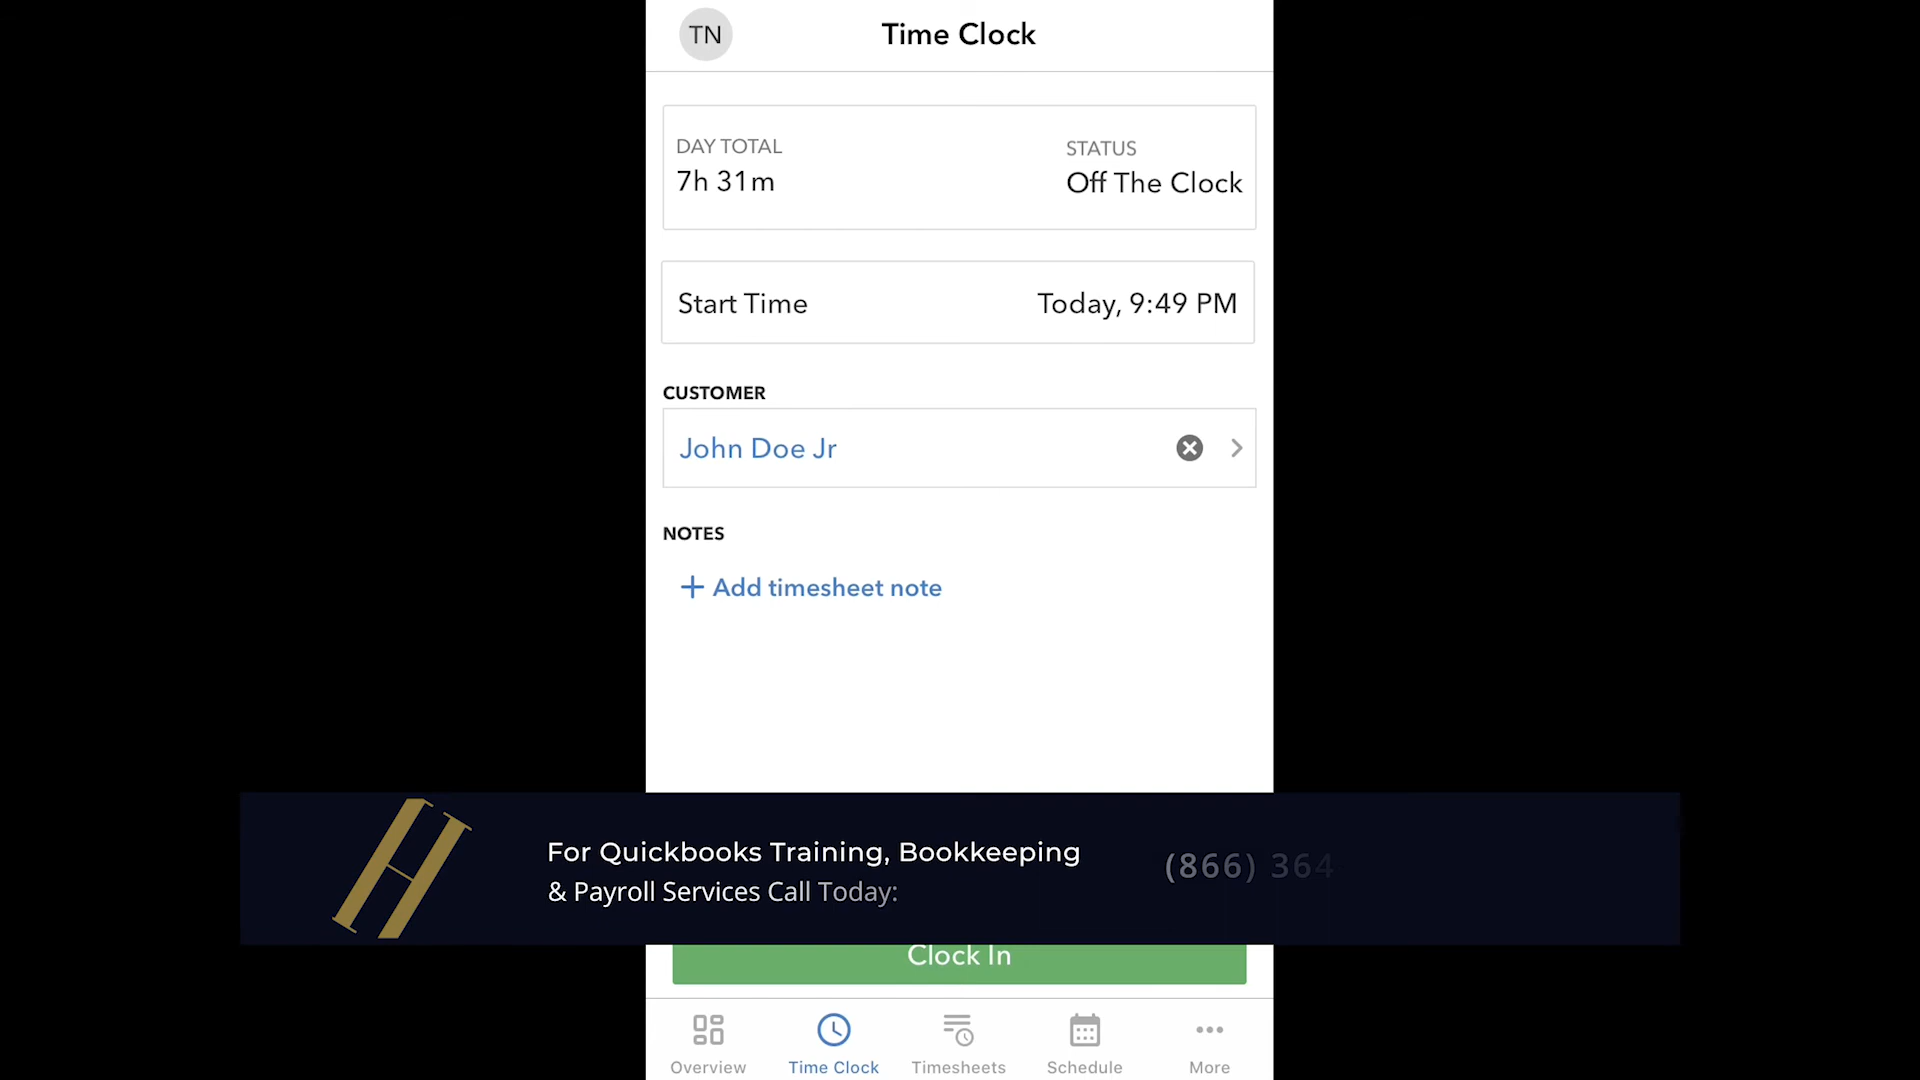 TN
Time Clock
DAY TOTAL
7h 31m
STATUS
Off The Clock
Start Time
Today, 9:49 PM
CUSTOMER
John Doe Jr
NOTES
+ Add timesheet note
For Quickbooks Training, Bookkeeping
& Payroll Services Call Today:
(866) 364
Clock In
Overview
Time Clock
Timesheets
Schedule
More